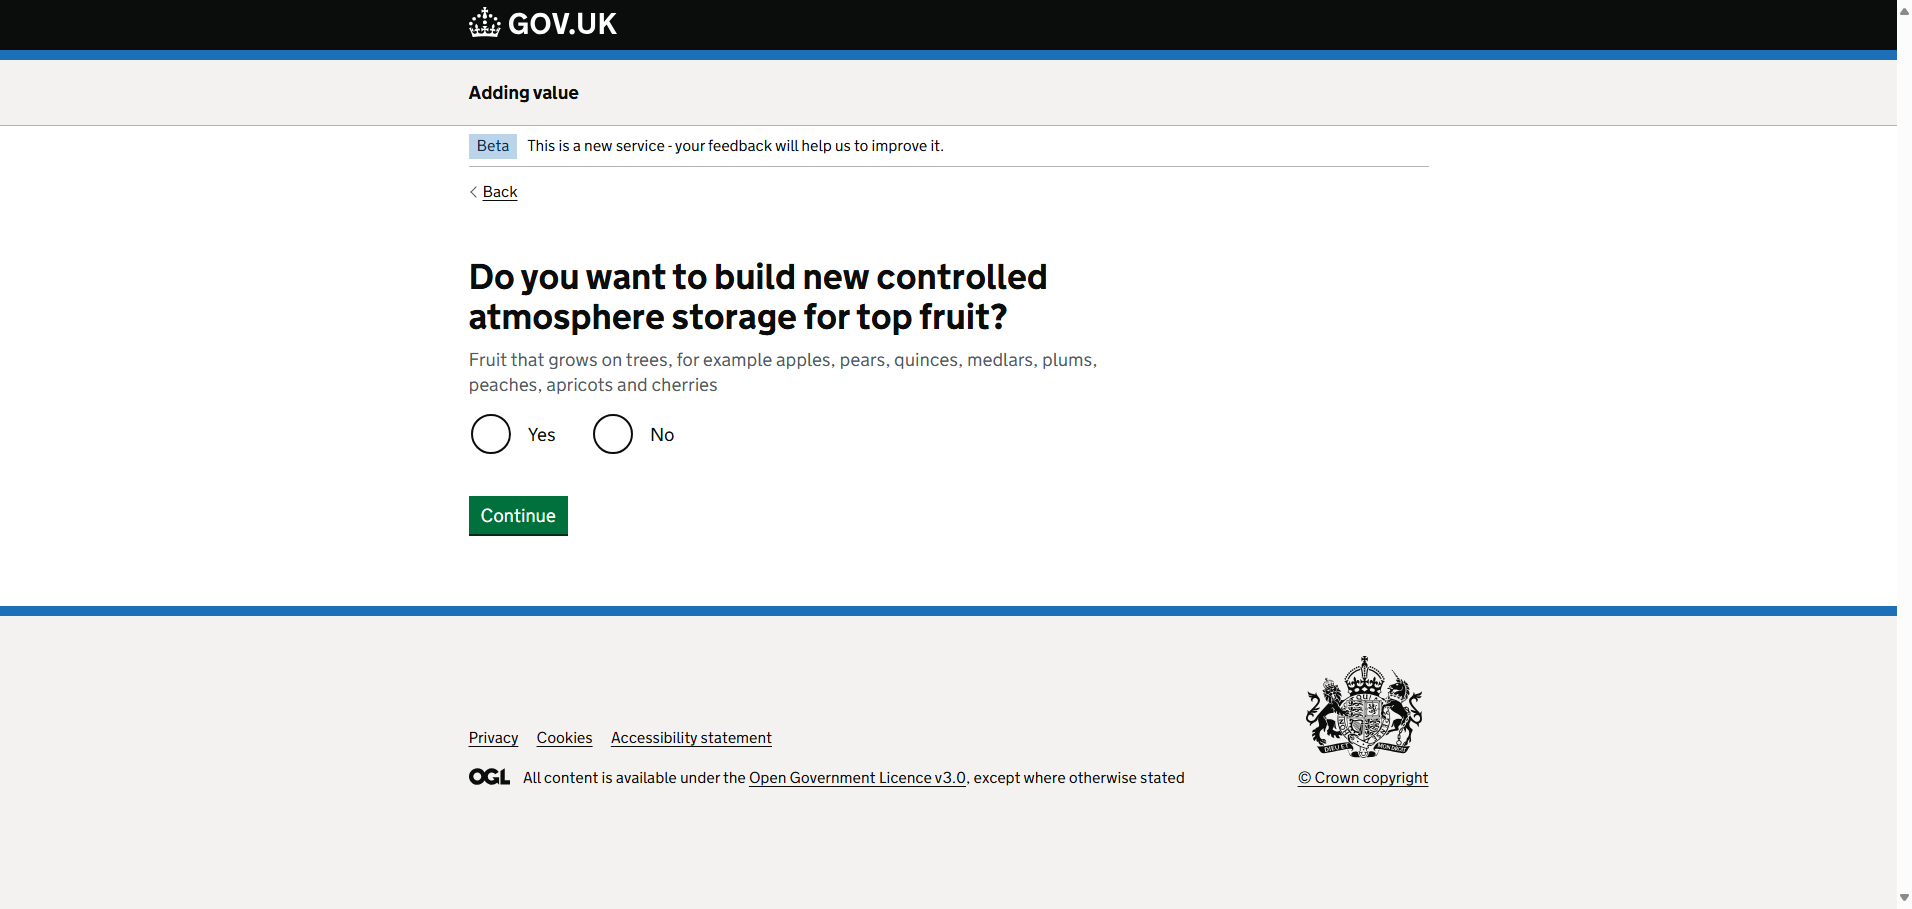 GOV.UK
Adding value
Beta This is a new service - your feedback will help us to improve it.
Back
Do you want to build new controlled
atmosphere storage for top fruit?
Fruit that grows on trees, for example apples, pears, quinces, medlars, plums,
peaches, apricots and cherries
Yes No
Continue
Privacy Cookies Accessibility statement
OGL All content is available under the Open Government Licence v3.0, except where otherwise stated
© Crown copyright